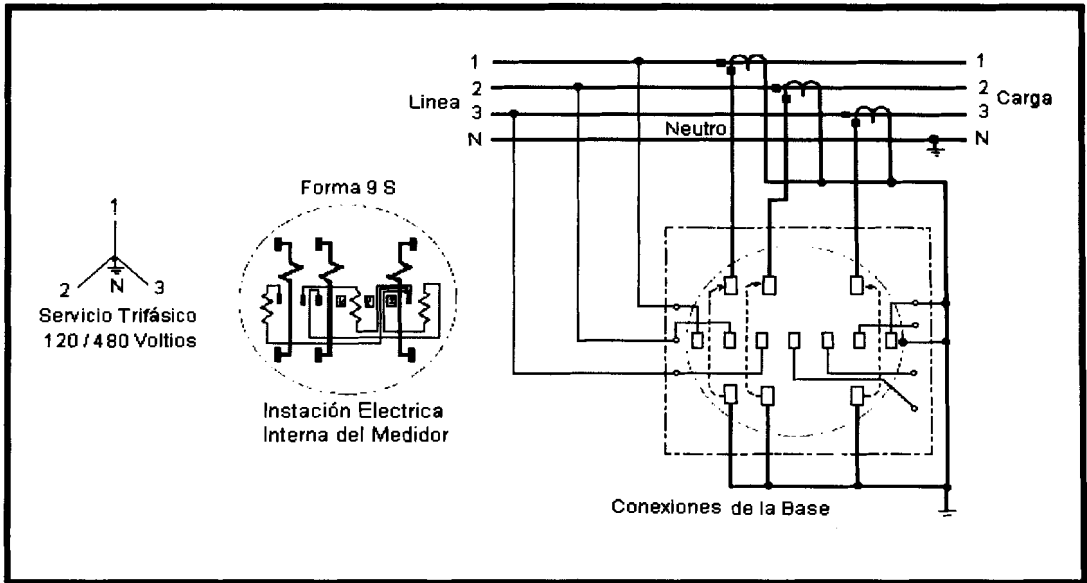 1
2
Linea 3
N
Neutro
1
2
Carga
3
N
Forma 9 S
1
2 N 3
Servicio Trifásico
120 / 480 Voltios
Instación Electrica
Interna del Medidor
Conexiones de la Base